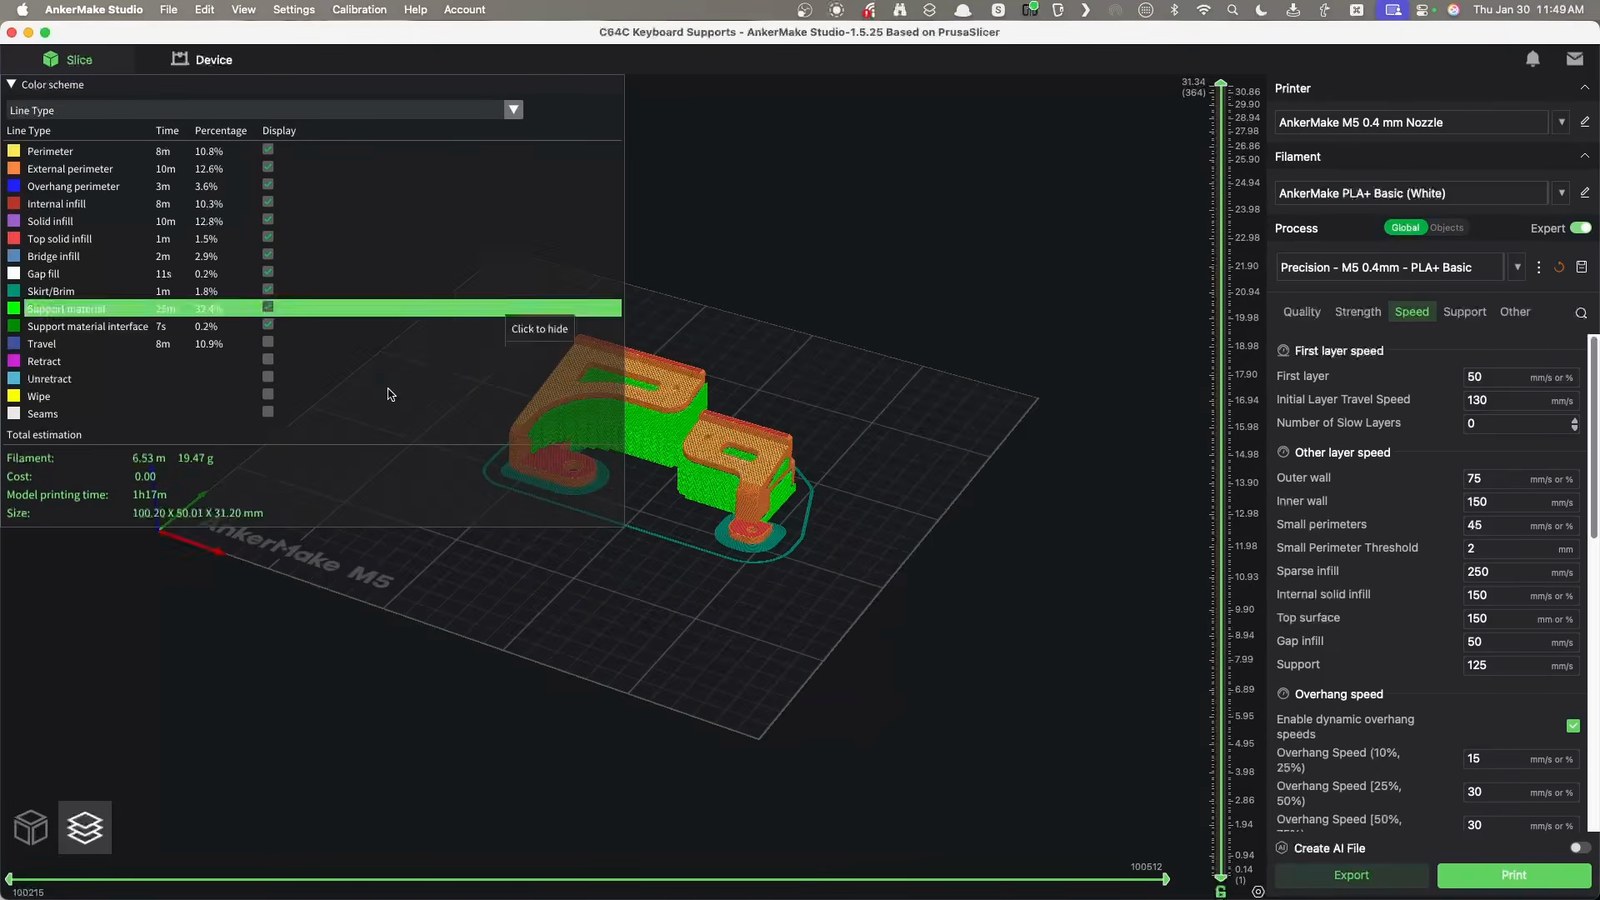 AnkerMake Studio File Edit View Settings Calibration Help Account Thu Jan 30 11:49 AM
C64C Keyboard Supports - AnkerMake Studio-1.5.25 Based on PrusaSlicer
Slice Device
Color scheme
Line Type
Line Type Time Percentage Display
Perimeter 8m 10.8%
External perimeter 10m 12.6%
Overhang perimeter 3m 3.6%
Internal infill 8m 10.3%
Solid infill 10m 12.8%
Top solid infill 1m 1.5%
Bridge infill 2m 2.9%
Gap fill 11s 0.2%
Skirt/Brim 1m 1.8%
Support material 25m 32.4%
Click to hide
Support material interface 7s 0.2%
Travel 8m 10.9%
Retract
Unretract
Wipe
Seams
Total estimation
Filament: 6.53 m 19.47 g
Cost: 0.00
Model printing time: 1h17m
Size: 100.20 X 50.01 X 31.20 mm
AnkerMake M5
31.34
(364)
30.86
29.90
28.94
27.98
26.86
25.90
24.94
23.98
22.98
21.90
20.94
19.98
18.98
17.90
16.94
15.98
14.98
13.90
12.98
11.98
10.93
9.90
8.94
7.99
6.89
5.95
4.95
3.98
2.86
1.94
0.94
0.14
(1)
100512
100215
Printer
AnkerMake M5 0.4 mm Nozzle
Filament
AnkerMake PLA+ Basic (White)
Process Global Objects Expert
Precision - M5 0.4mm - PLA+ Basic
Quality Strength Speed Support Other
First layer speed
First layer 50 mm/s or %
Initial Layer Travel Speed 130 mm/s
Number of Slow Layers 0
Other layer speed
Outer wall 75 mm/s or %
Inner wall 150 mm/s or %
Small perimeters 45 mm/s or %
Small Perimeter Threshold 2 mm
Sparse infill 250 mm/s
Internal solid infill 150 mm/s or %
Top surface 150 mm or %
Gap infill 50 mm/s
Support 125 mm/s
Overhang speed
Enable dynamic overhang
speeds
Overhang Speed (10%, 15 mm/s or %
25%)
Overhang Speed [25%, 30 mm/s or %
50%)
Overhang Speed [50%, 30 mm/s or %
Create AI File
Export Print